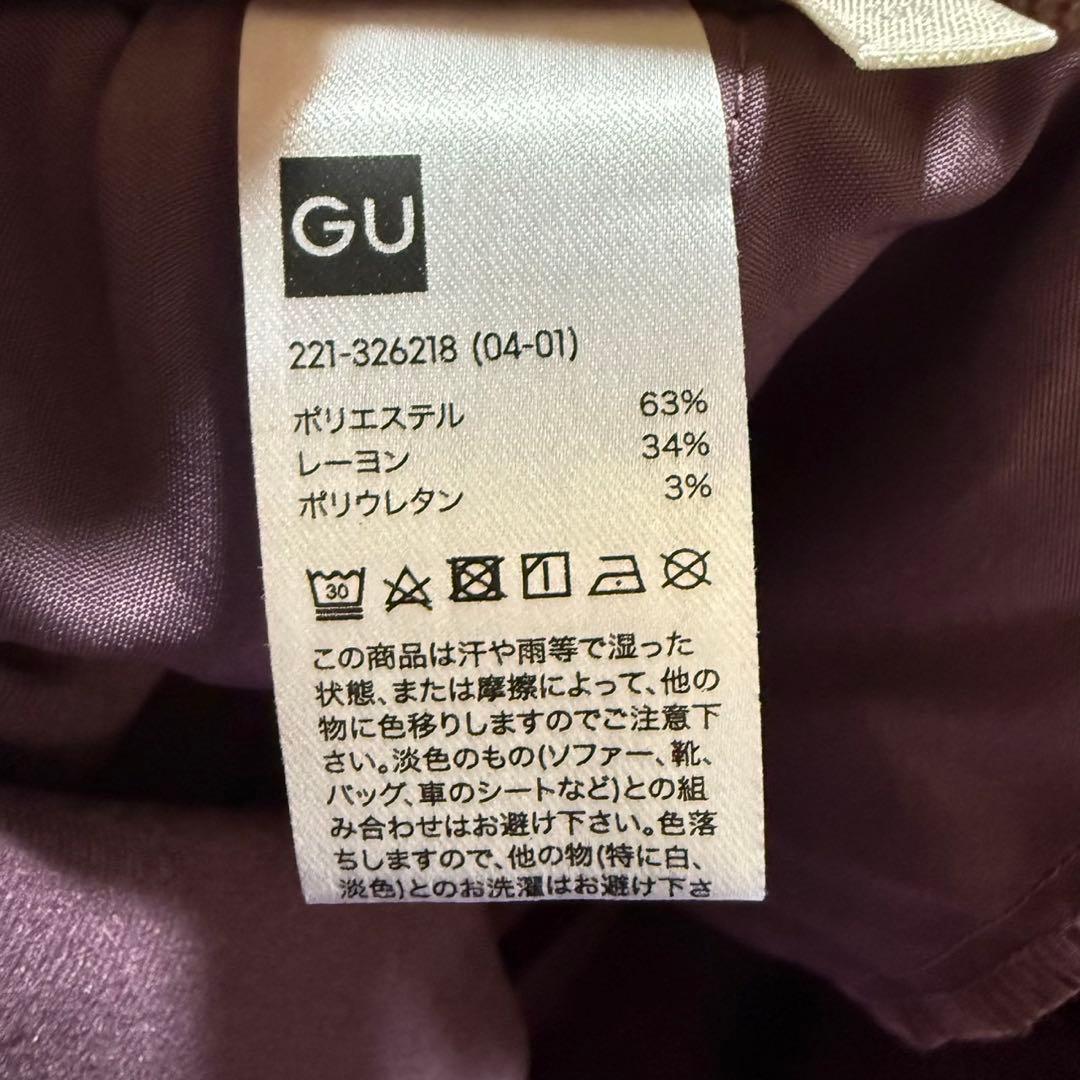 GU
221-326218 (04-01)
ポリエステル 63%
レーヨン 34%
ポリウレタン 3%
30
この商品は汗や雨等で湿った
状態、または摩擦によって、他の
物に色移りしますのでご注意下
さい。淡色のもの(ソファー、靴、
バッグ、車のシートなど)との組
み合わせはお避け下さい。色落
ちしますので、他の物(特に白、
淡色)とのお洗濯はお避け下さ